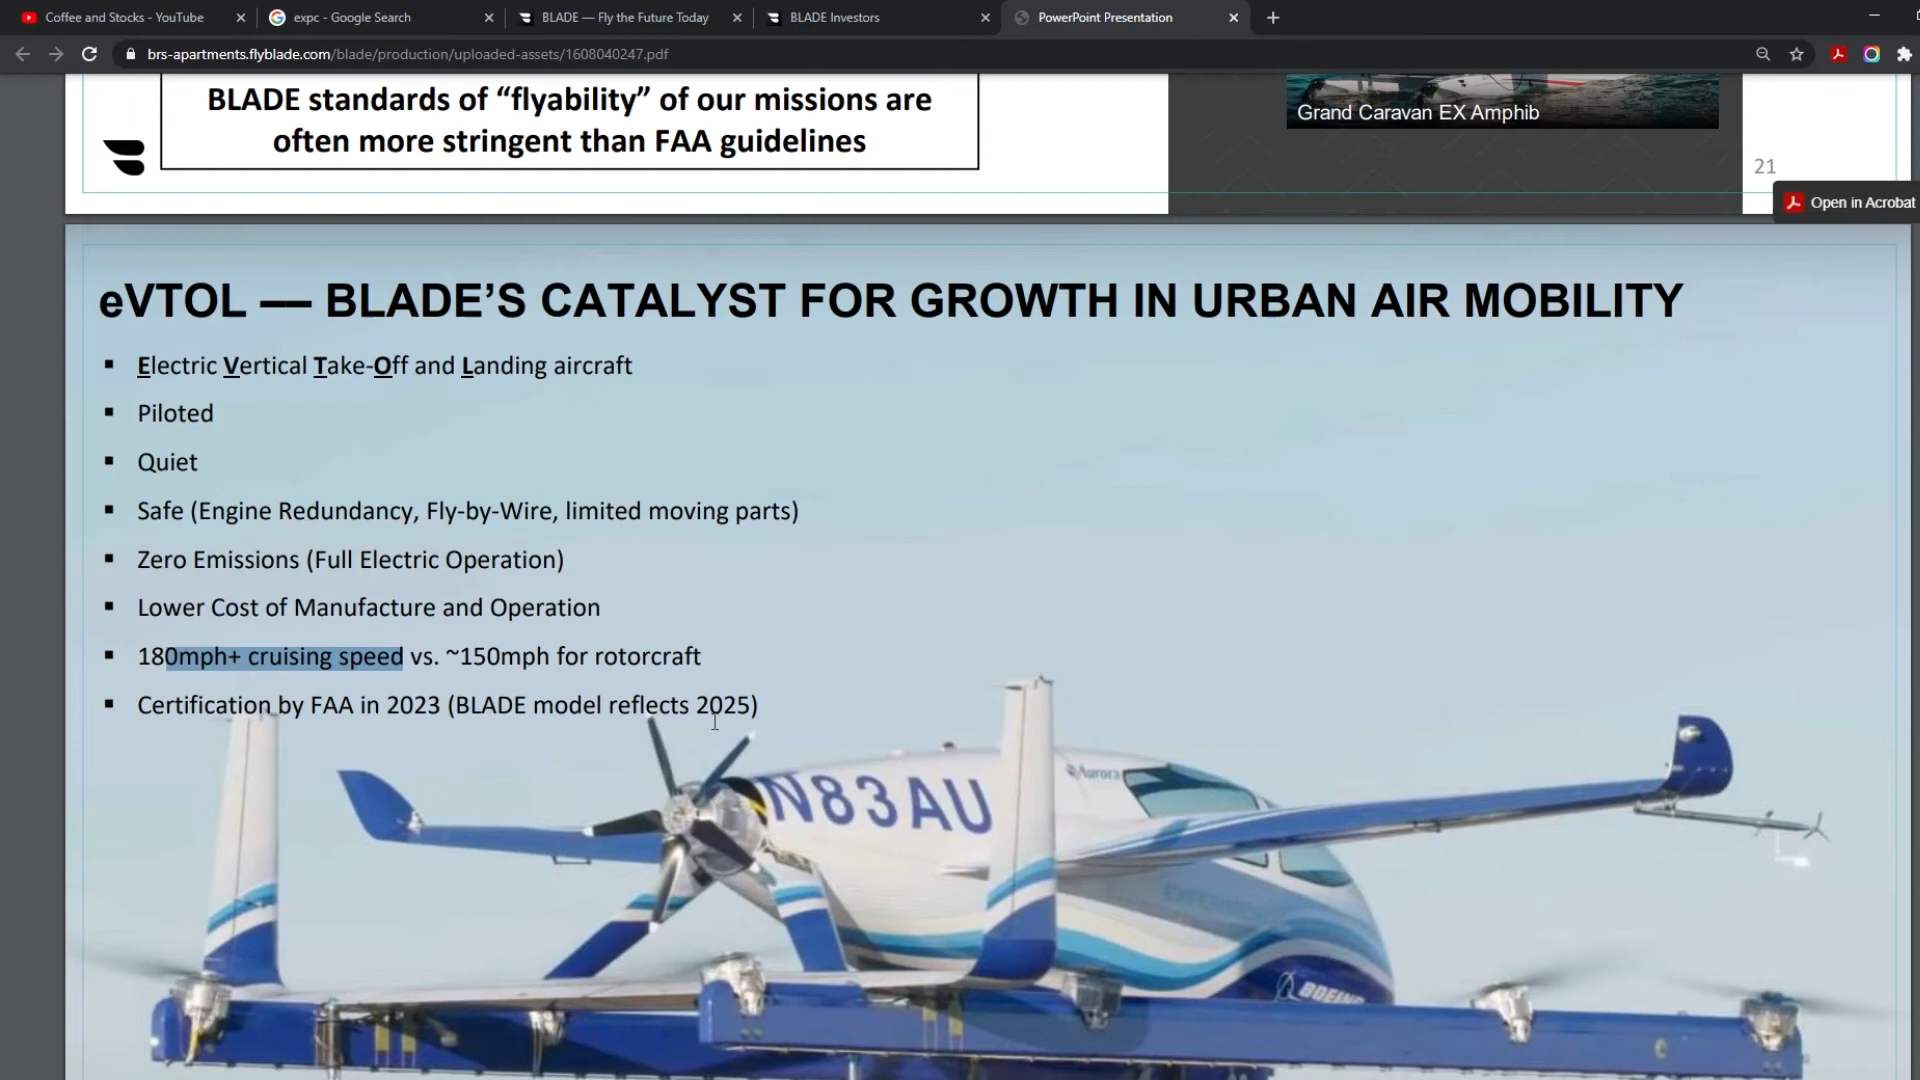 Coffee and Stocks - YouTube
expc - Google Search
BLADE — Fly the Future Today
BLADE Investors
PowerPoint Presentation
brs-apartments.flyblade.com/blade/production/uploaded-assets/1608040247.pdf
BLADE standards of “flyability” of our missions are
often more stringent than FAA guidelines
Grand Caravan EX Amphib
21
Open in Acrobat
eVTOL — BLADE’S CATALYST FOR GROWTH IN URBAN AIR MOBILITY
▪ Electric Vertical Take-Off and Landing aircraft
▪ Piloted
▪ Quiet
▪ Safe (Engine Redundancy, Fly-by-Wire, limited moving parts)
▪ Zero Emissions (Full Electric Operation)
▪ Lower Cost of Manufacture and Operation
▪ 180mph+ cruising speed vs. ~150mph for rotorcraft
▪ Certification by FAA in 2023 (BLADE model reflects 2025)
N83AU
Aurora
BOEING